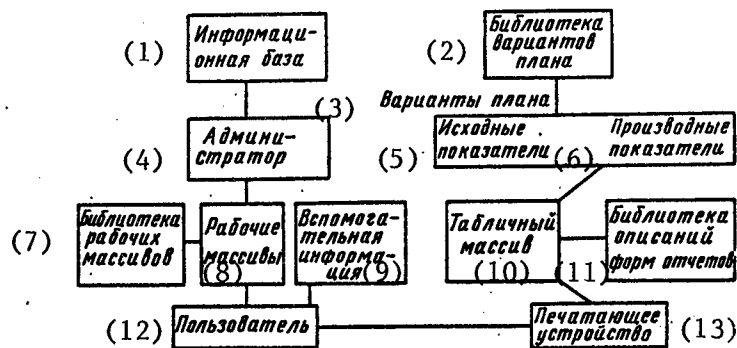 (1)
Информаци-
онная база
(2)
Библиотека
вариантов
плана
(3)
Варианты плана
(4)
Админи-
стратор
(5)
Исходные
показатели
(6)
Производные
показатели
(7)
Библиотека
рабочих
массивов
Рабочие
массивы
(8)
Вспомога-
тельная
информа-
ция
(9)
Табличный
массив
(10)
(11)
Библиотека
описаний
форм отчетов
(12)
Пользователь
Печатающее
устройство
(13)